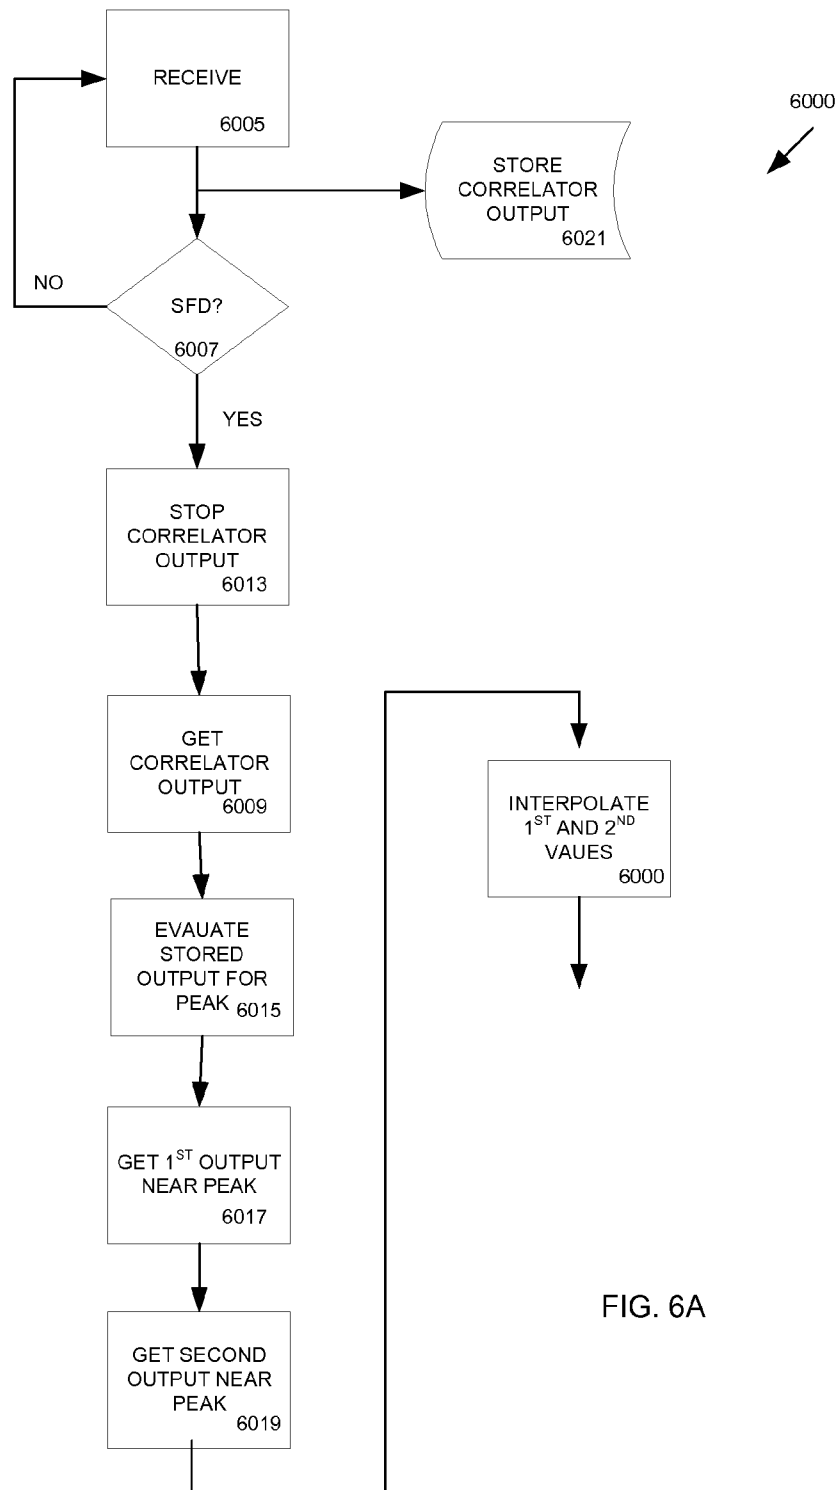 RECEIVE
6005
6000
STORE
CORRELATOR
OUTPUT
6021
NO
SFD?
6007
YES
STOP
CORRELATOR
OUTPUT
6013
GET
CORRELATOR
OUTPUT
6009
INTERPOLATE
1ST AND 2ND
VAUES
6000
EVAUATE
STORED
OUTPUT FOR
PEAK
6015
GET 1ST OUTPUT
NEAR PEAK
6017
GET SECOND
OUTPUT NEAR
PEAK
6019
FIG. 6A